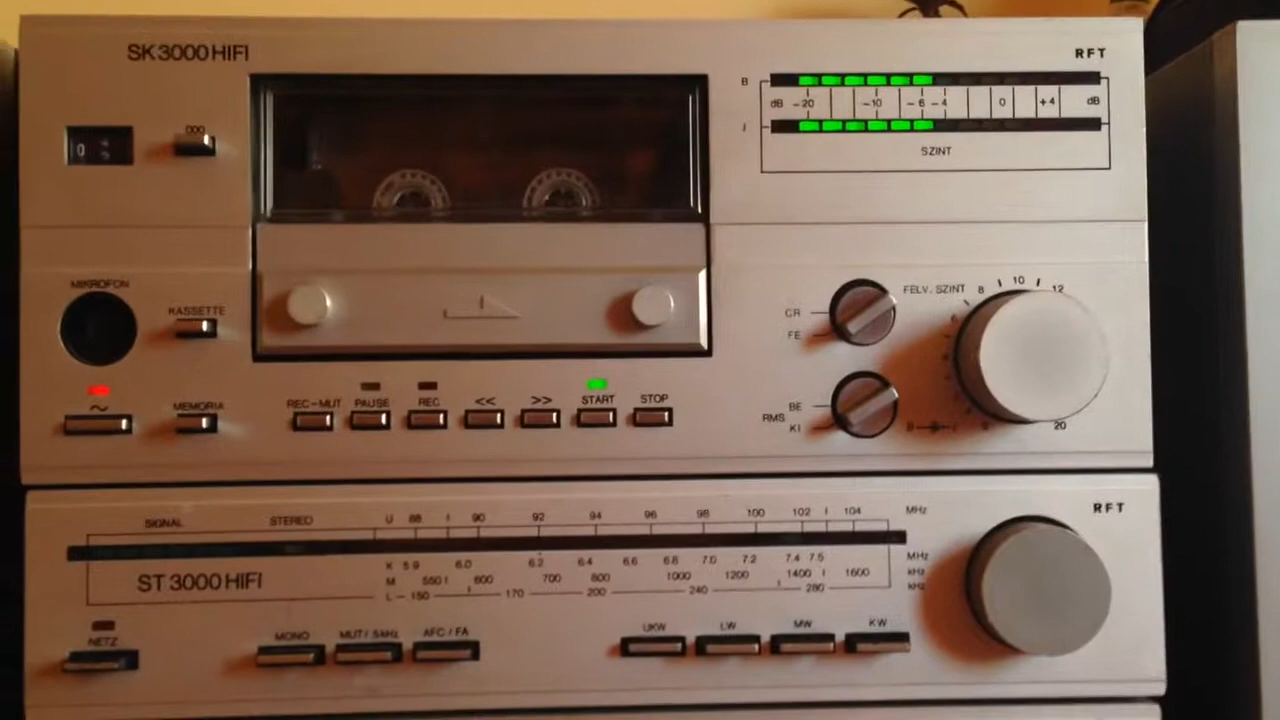 SK3000 HIFI
RFT
000
0
B
dB -20 -10 -6 -4 0 +4 dB
J
SZINT
MIKROFON
KASSETTE
MEMORIA
~
REC-MUT PAUSE REC << >> START STOP
CR
FE
FELV. SZINT
8 10 12
20
RMS
BE
KI
RFT
SIGNAL STEREO U 88 90 92 94 96 98 100 102 104 MHz
K 5.9 6.0 6.2 6.4 6.6 6.8 7.0 7.2 7.4 7.5 MHz
M 550 600 700 800 1000 1200 1400 1600 kHz
L 150 170 200 240 280 kHz
ST 3000 HIFI
NETZ
MONO MUT/5kHz AFC/FA
UKW LW MW KW